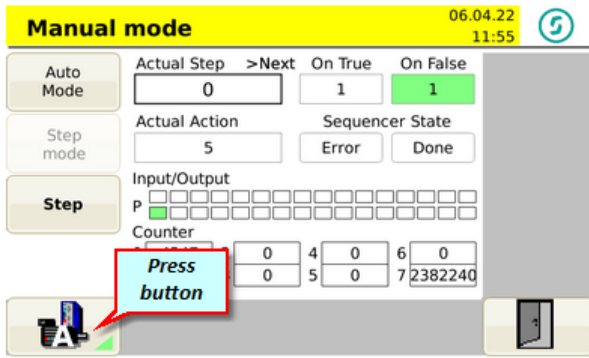 Manual mode
06.04.22
11:55
Auto
Mode
Actual Step >Next On True On False
0 1 1
Step
mode
Actual Action Sequencer State
5 Error Done
Input/Output
Step
P
Counter
0 4 0 6 0
0 5 0 7 2382240
Press
button
A